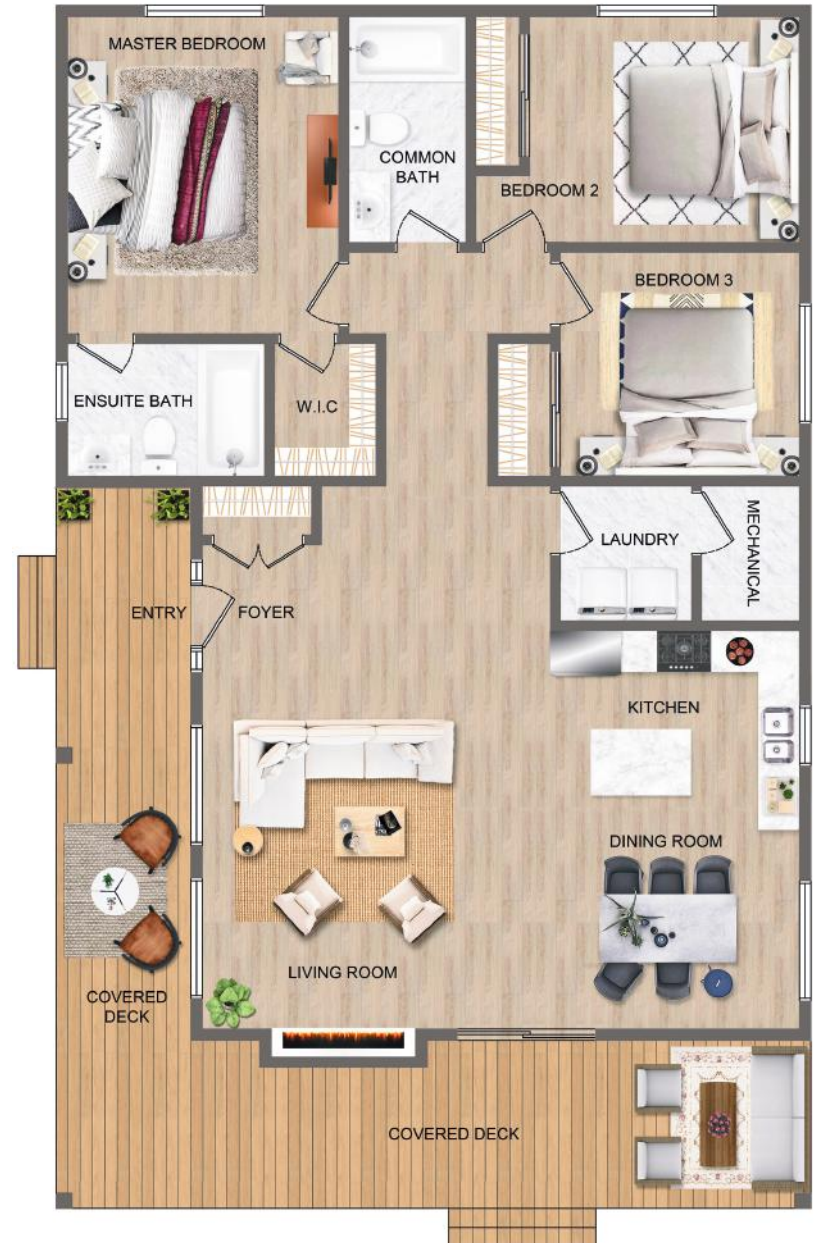 MASTER BEDROOM
COMMON
BATH
BEDROOM 2
BEDROOM 3
ENSUITE BATH
W.I.C
LAUNDRY
MECHANICAL
ENTRY
FOYER
KITCHEN
DINING ROOM
LIVING ROOM
COVERED
DECK
COVERED DECK